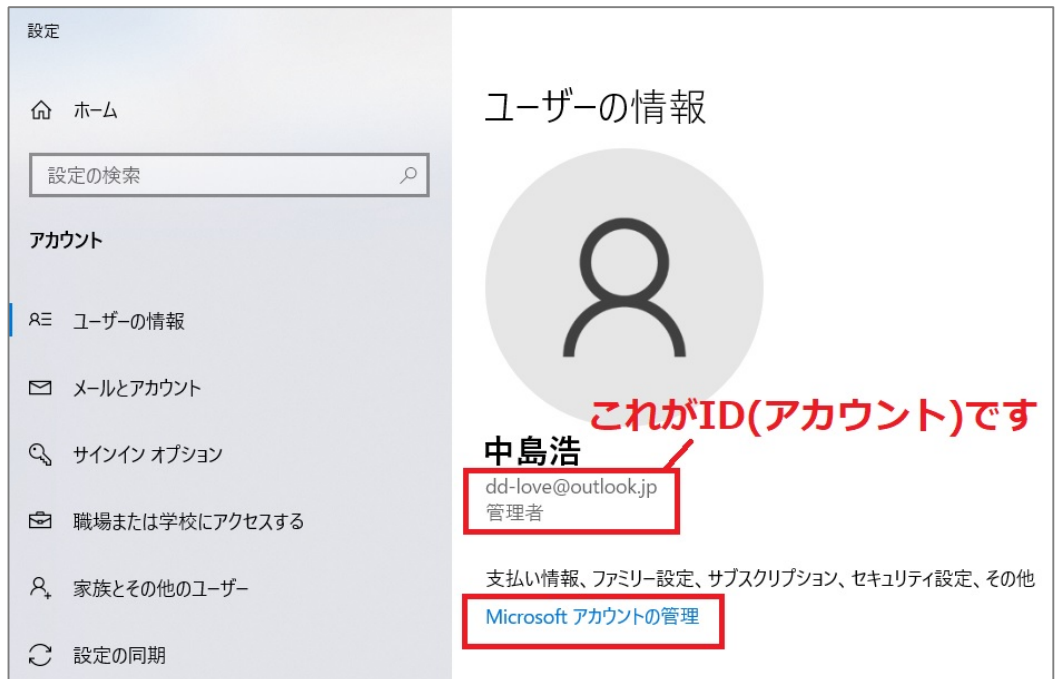 設定
ホーム
設定の検索
アカウント
ユーザーの情報
メールとアカウント
サインイン オプション
職場または学校にアクセスする
家族とその他のユーザー
設定の同期
ユーザーの情報
これがID(アカウント)です
中島浩
dd-love@outlook.jp
管理者
支払い情報、ファミリー設定、サブスクリプション、セキュリティ設定、その他
Microsoft アカウントの管理